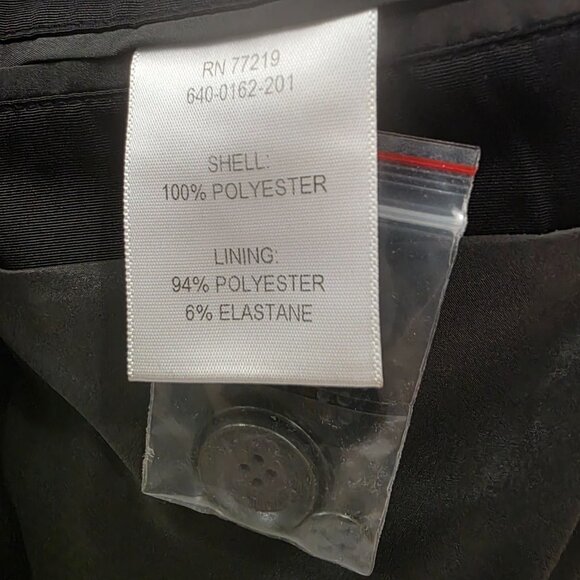 RN 77219
640-0162-201
SHELL:
100% POLYESTER
LINING:
94% POLYESTER
6% ELASTANE